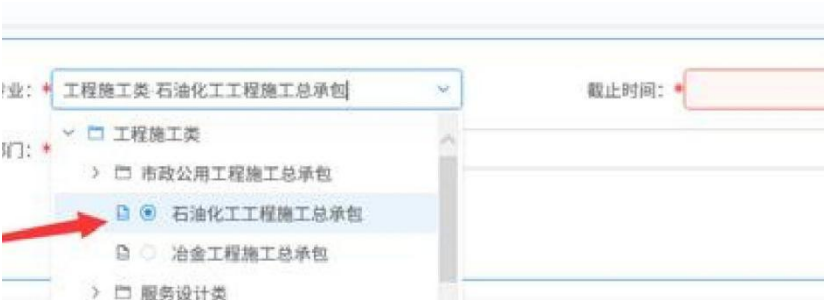 业：* 工程施工类 石油化工工程施工总承包 截止时间：*
部门：* 工程施工类
市政公用工程施工总承包
石油化工工程施工总承包
冶金工程施工总承包
服务设计类